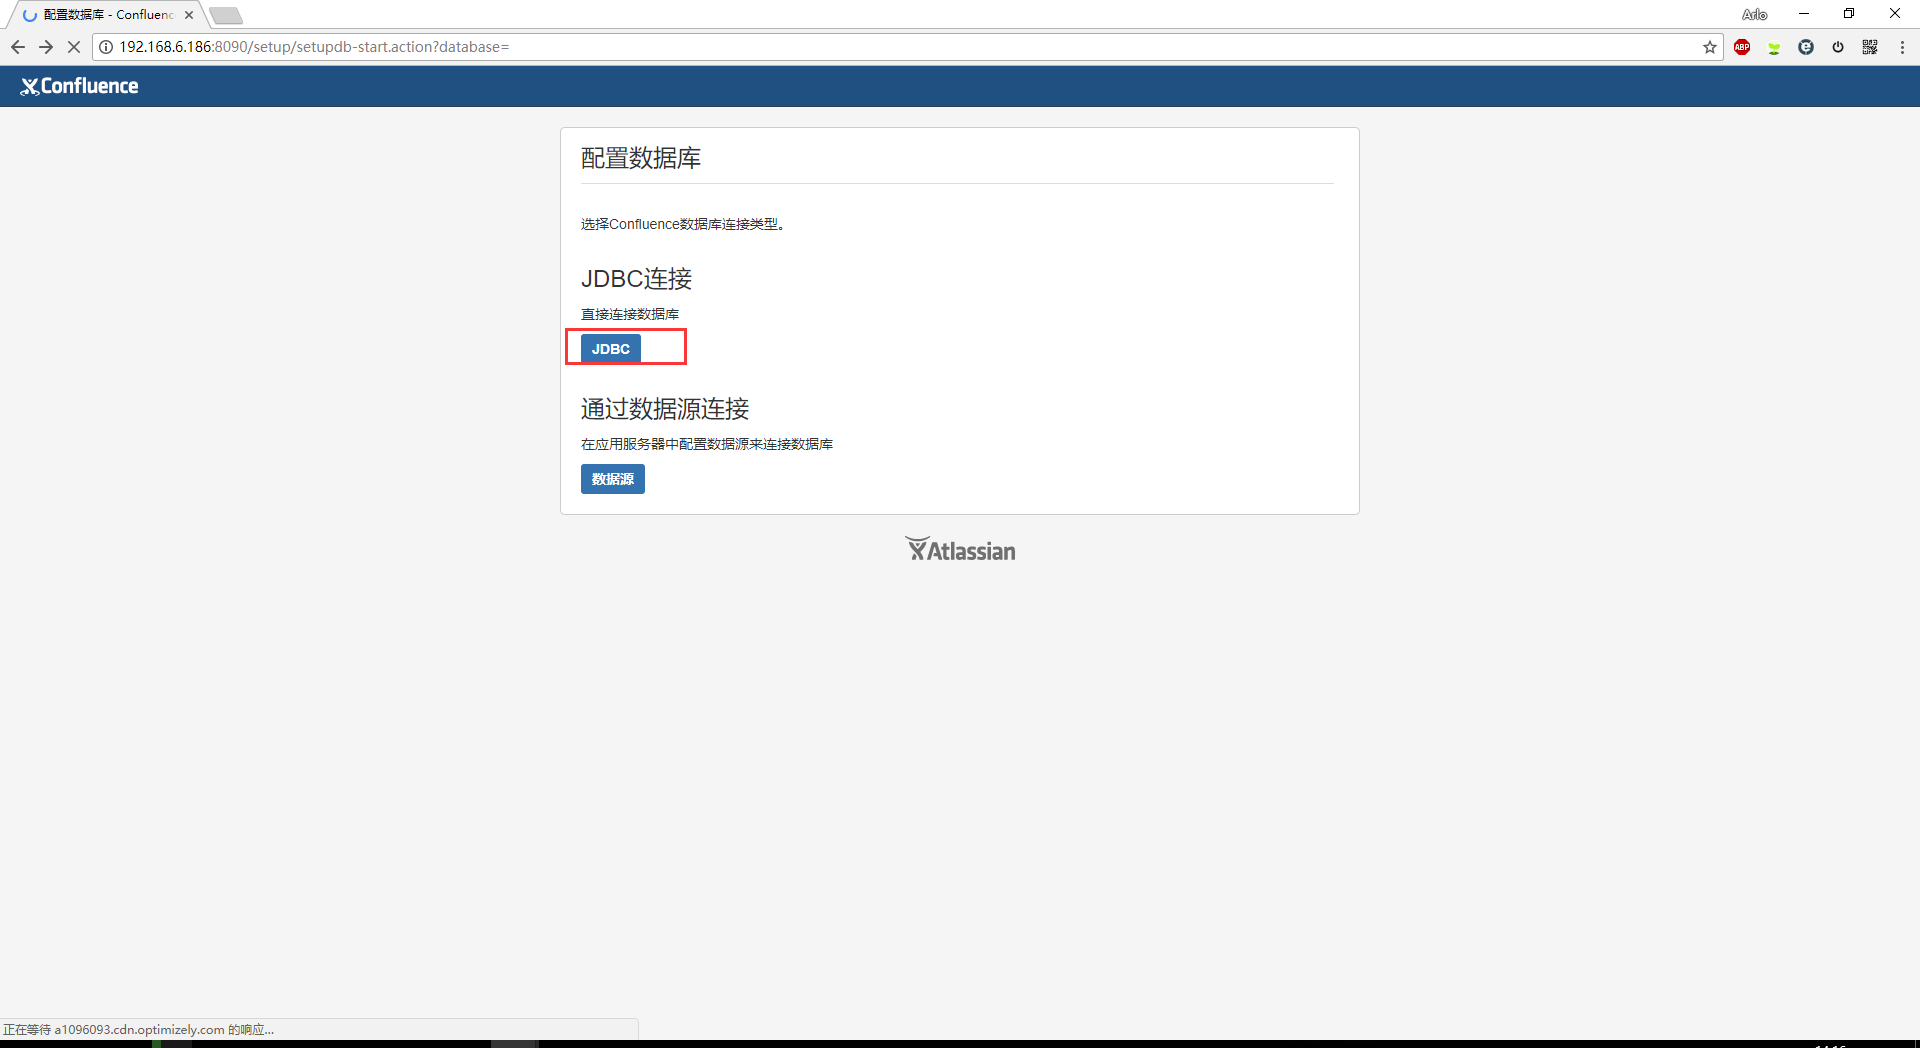 配置数据库 - Confluenc
Arlo
192.168.6.186:8090/setup/setupdb-start.action?database=
ABP
Confluence
配置数据库
选择Confluence数据库连接类型。
JDBC连接
直接连接数据库
JDBC
通过数据源连接
在应用服务器中配置数据源来连接数据库
数据源
Atlassian
正在等待 a1096093.cdn.optimizely.com 的响应...